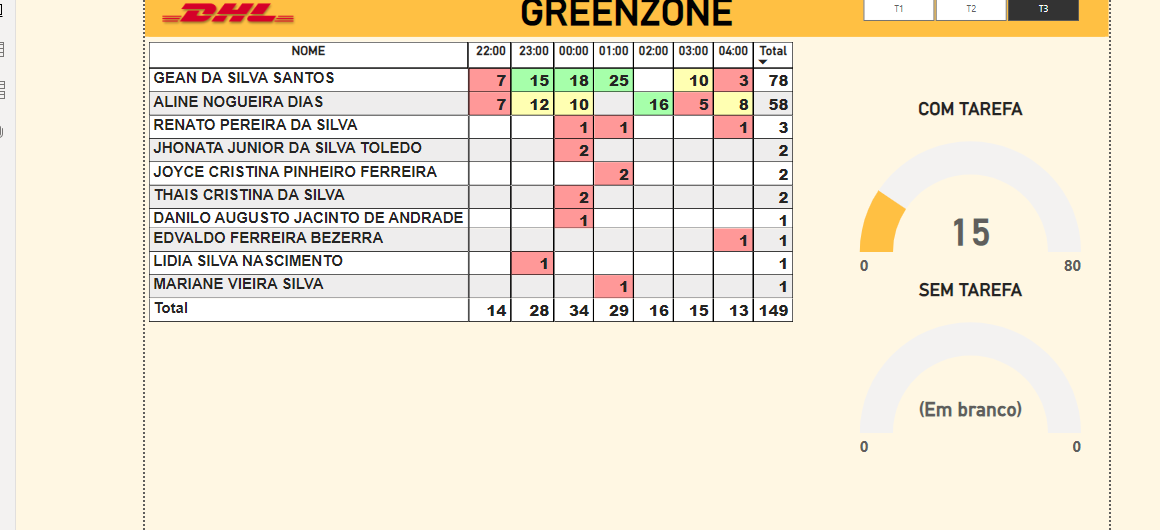 DHL GREENZONE T1 T2 T3
NOME 22:00 23:00 00:00 01:00 02:00 03:00 04:00 Total
GEAN DA SILVA SANTOS 7 15 18 25 10 3 78
ALINE NOGUEIRA DIAS 7 12 10 16 5 8 58
RENATO PEREIRA DA SILVA 1 1 1 3
JHONATA JUNIOR DA SILVA TOLEDO 2 2
JOYCE CRISTINA PINHEIRO FERREIRA 2 2
THAIS CRISTINA DA SILVA 2 2
DANILO AUGUSTO JACINTO DE ANDRADE 1 1
EDVALDO FERREIRA BEZERRA 1 1
LIDIA SILVA NASCIMENTO 1 1
MARIANE VIEIRA SILVA 1 1
Total 14 28 34 29 16 15 13 149
COM TAREFA
15
0 80
SEM TAREFA
(Em branco)
0 0